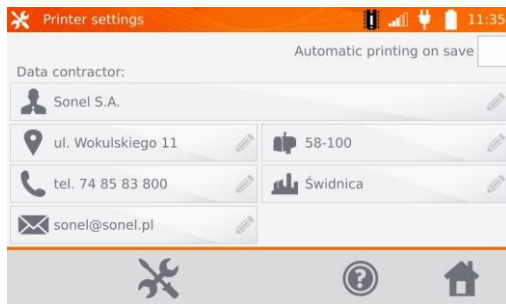 Printer settings 11:35
Automatic printing on save
Data contractor:
Sonel S.A.
ul. Wokulskiego 11 58-100
tel. 74 85 83 800 Świdnica
sonel@sonel.pl
?